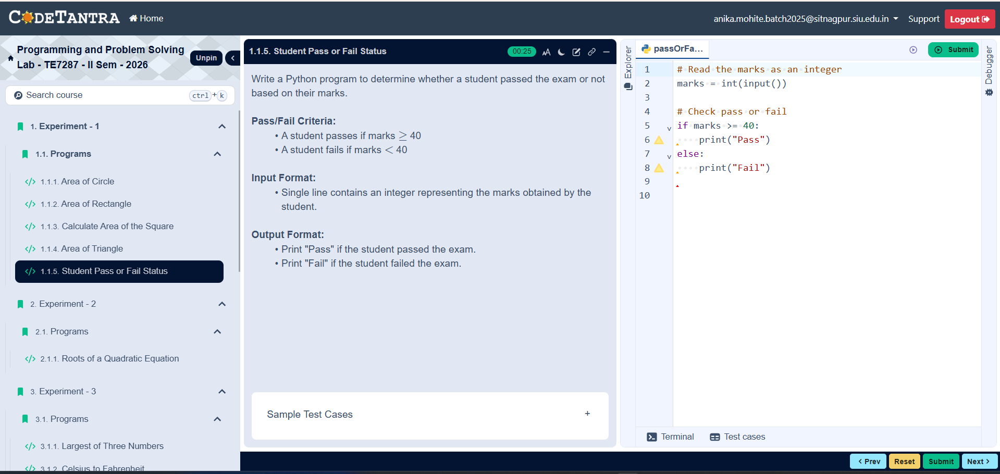 CODETANTRA Home
anika.mohite.batch2025@sitnagpur.siu.edu.in Support Logout
Programming and Problem Solving
Lab - TE7287 - II Sem - 2026
Unpin
Search course ctrl + k
1. Experiment - 1
1.1. Programs
1.1.1. Area of Circle
1.1.2. Area of Rectangle
1.1.3. Calculate Area of the Square
1.1.4. Area of Triangle
1.1.5. Student Pass or Fail Status
2. Experiment - 2
2.1. Programs
2.1.1. Roots of a Quadratic Equation
3. Experiment - 3
3.1. Programs
3.1.1. Largest of Three Numbers
3.1.2. Celsius to Fahrenheit
1.1.5. Student Pass or Fail Status 00:25
Write a Python program to determine whether a student passed the exam or not
based on their marks.
Pass/Fail Criteria:
• A student passes if marks ≥ 40
• A student fails if marks < 40
Input Format:
• Single line contains an integer representing the marks obtained by the
student.
Output Format:
• Print "Pass" if the student passed the exam.
• Print "Fail" if the student failed the exam.
Sample Test Cases +
Explorer
passOrFa...
Submit
Debugger
1 # Read the marks as an integer
2 marks = int(input())
3
4 # Check pass or fail
5 if marks >= 40:
6 print("Pass")
7 else:
8 print("Fail")
9
10
Terminal Test cases
< Prev Reset Submit Next >